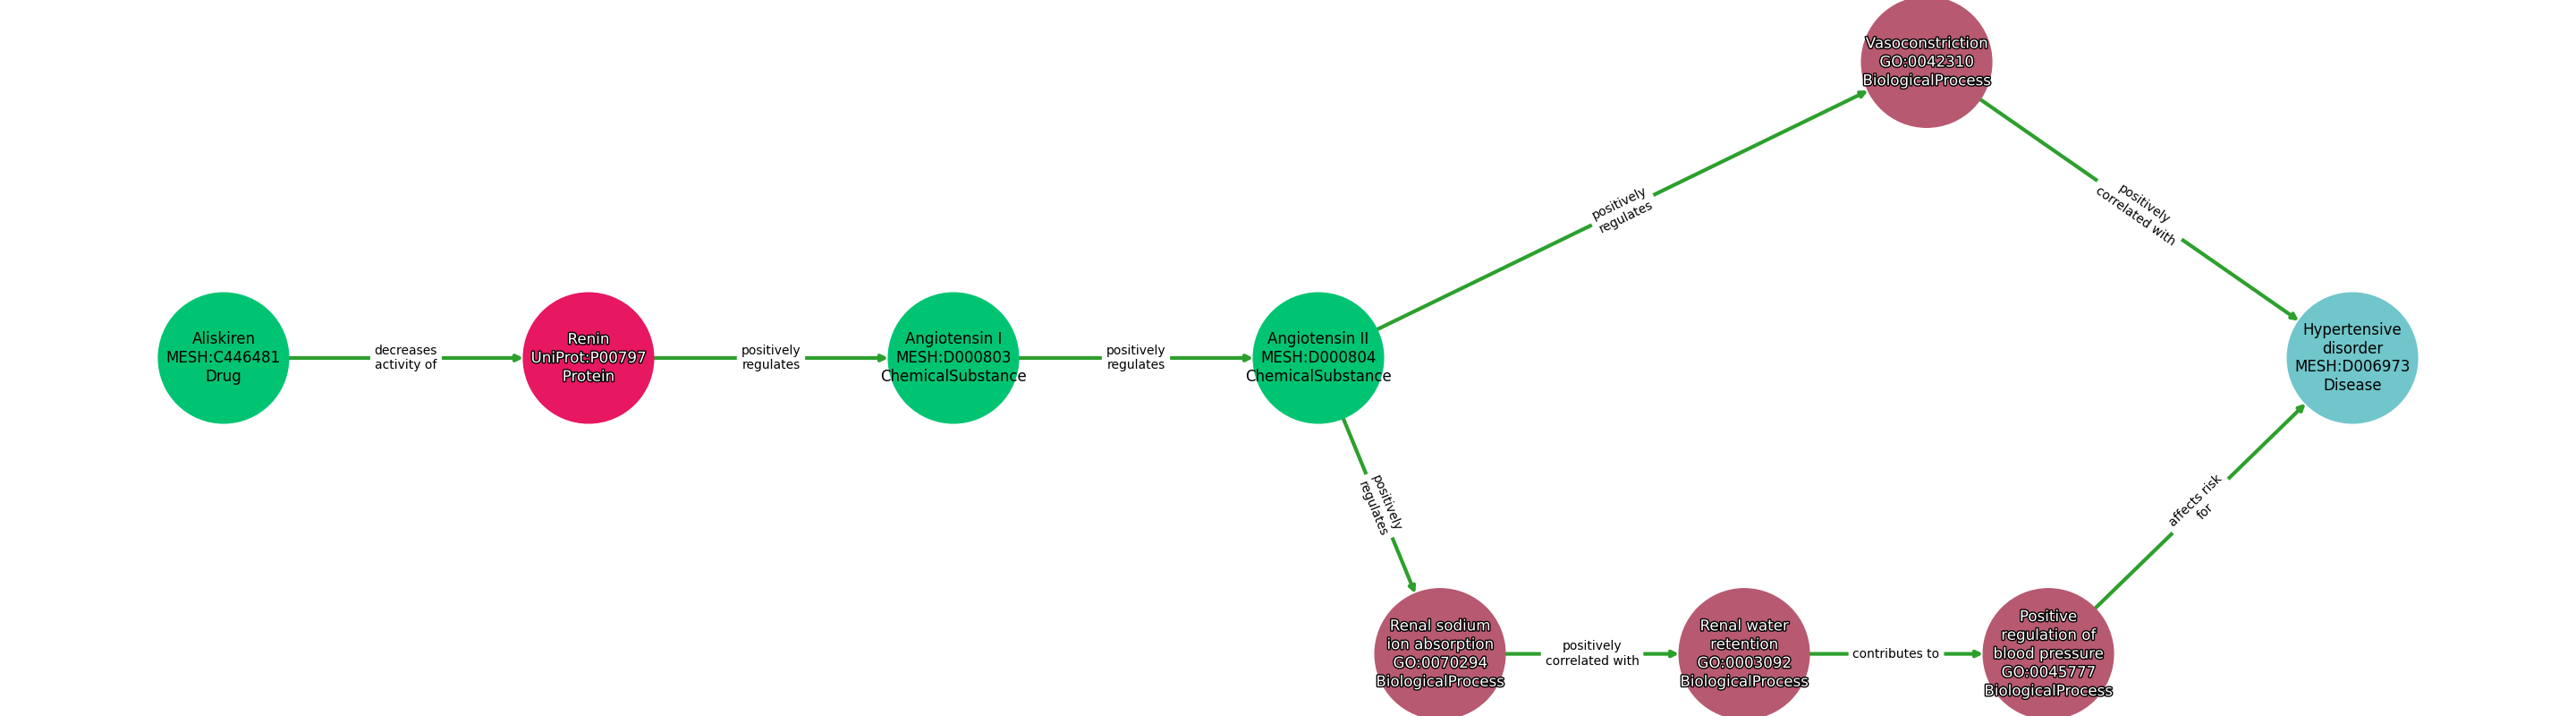 Vasoconstriction
GO:0042310
BiologicalProcess
positively
regulates
positively
correlated with
Aliskiren
MESH:C446481
Drug
decreases
activity of
Renin
UniProt:P00797
Protein
positively
regulates
Angiotensin I
MESH:D000803
ChemicalSubstance
positively
regulates
Angiotensin II
MESH:D000804
ChemicalSubstance
Hypertensive
disorder
MESH:D006973
Disease
positively
regulates
affects risk
for
Renal sodium
ion absorption
GO:0070294
BiologicalProcess
positively
correlated with
Renal water
retention
GO:0003092
BiologicalProcess
contributes to
Positive
regulation of
blood pressure
GO:0045777
BiologicalProcess